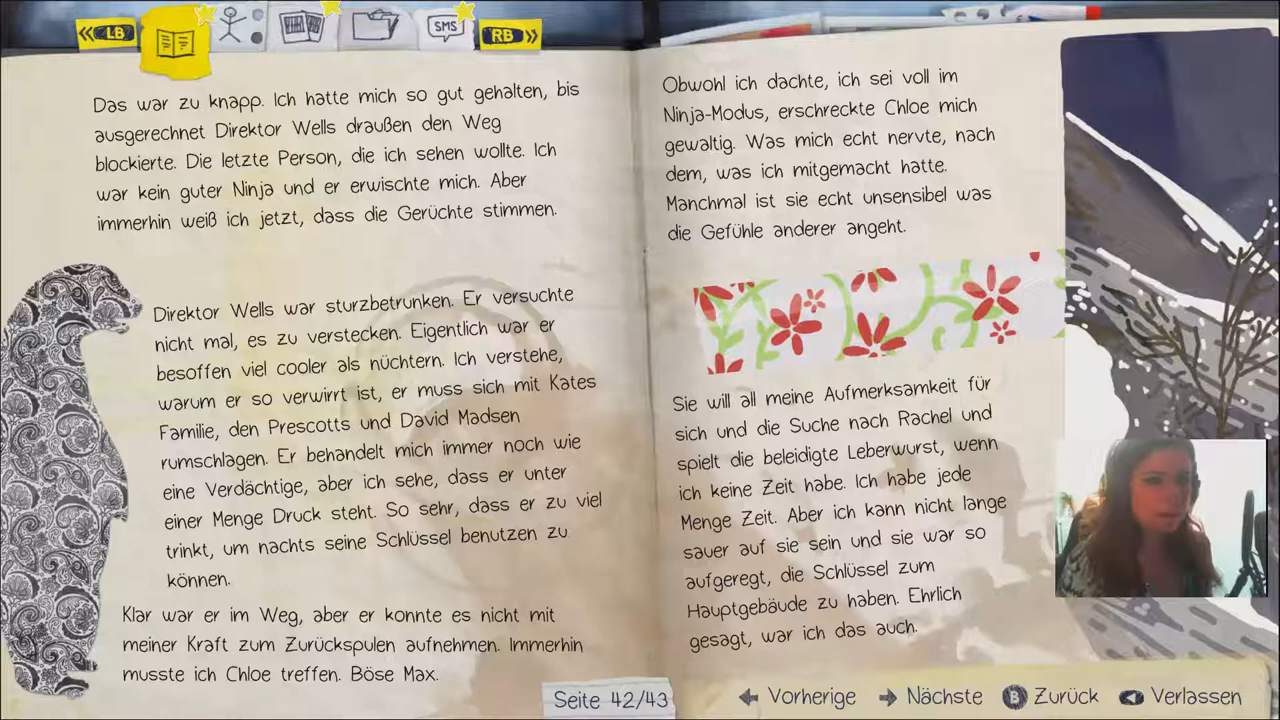 LB
SMS
RB
Das war zu knapp. Ich hatte mich so gut gehalten, bis
ausgerechnet Direktor Wells draußen den Weg
blockierte. Die letzte Person, die ich sehen wollte. Ich
war kein guter Ninja und er erwischte mich. Aber
immerhin weiß ich jetzt, dass die Gerüchte stimmen.
Direktor Wells war sturzbetrunken. Er versuchte
nicht mal, es zu verstecken. Eigentlich war er
besoffen viel cooler als nüchtern. Ich verstehe,
warum er so verwirrt ist, er muss sich mit Kates
Familie, den Prescotts und David Madsen
rumschlagen. Er behandelt mich immer noch wie
eine Verdächtige, aber ich sehe, dass er unter
einer Menge Druck steht. So sehr, dass er zu viel
trinkt, um nachts seine Schlüssel benutzen zu
können.
Klar war er im Weg, aber er konnte es nicht mit
meiner Kraft zum Zurückspulen aufnehmen. Immerhin
musste ich Chloe treffen. Böse Max.
Obwohl ich dachte, ich sei voll im
Ninja-Modus, erschreckte Chloe mich
gewaltig. Was mich echt nervte, nach
dem, was ich mitgemacht hatte.
Manchmal ist sie echt unsensibel was
die Gefühle anderer angeht.
Sie will all meine Aufmerksamkeit für
sich und die Suche nach Rachel und
spielt die beleidigte Leberwurst, wenn
ich keine Zeit habe. Ich habe jede
Menge Zeit. Aber ich kann nicht lange
sauer auf sie sein und sie war so
aufgeregt, die Schlüssel zum
Hauptgebäude zu haben. Ehrlich
gesagt, war ich das auch.
Seite 42/43
Vorherige
Nächste
B Zurück
Verlassen